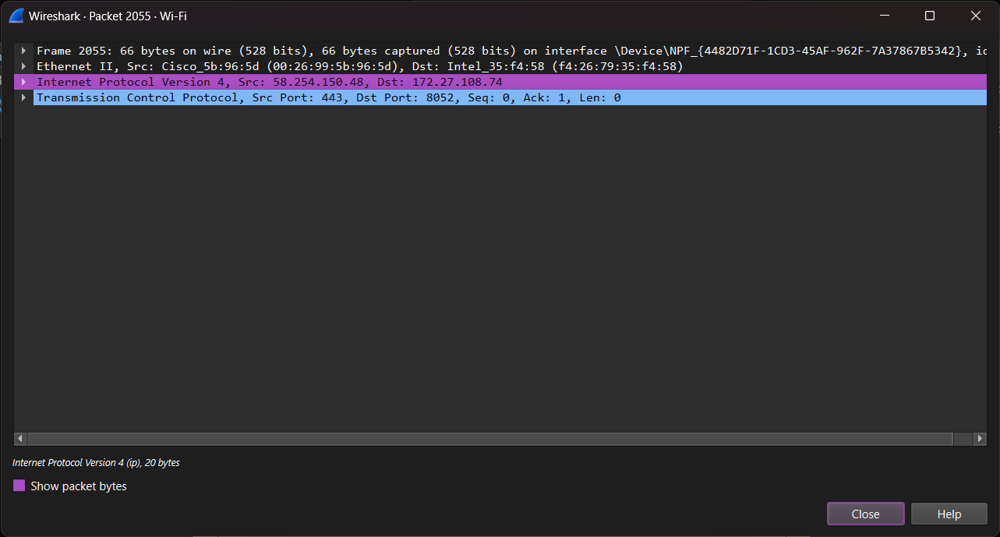 Wireshark · Packet 2055 · Wi-Fi
Frame 2055: 66 bytes on wire (528 bits), 66 bytes captured (528 bits) on interface \Device\NPF_{4482D71F-1CD3-45AF-962F-7A37867B5342},
Ethernet II, Src: Cisco_5b:96:5d (00:26:99:5b:96:5d), Dst: Intel_35:f4:58 (f4:26:79:35:f4:58)
Internet Protocol Version 4, Src: 58.254.150.48, Dst: 172.27.108.74
Transmission Control Protocol, Src Port: 443, Dst Port: 8052, Seq: 0, Ack: 1, Len: 0
Internet Protocol Version 4 (ip), 20 bytes
Show packet bytes
Close
Help